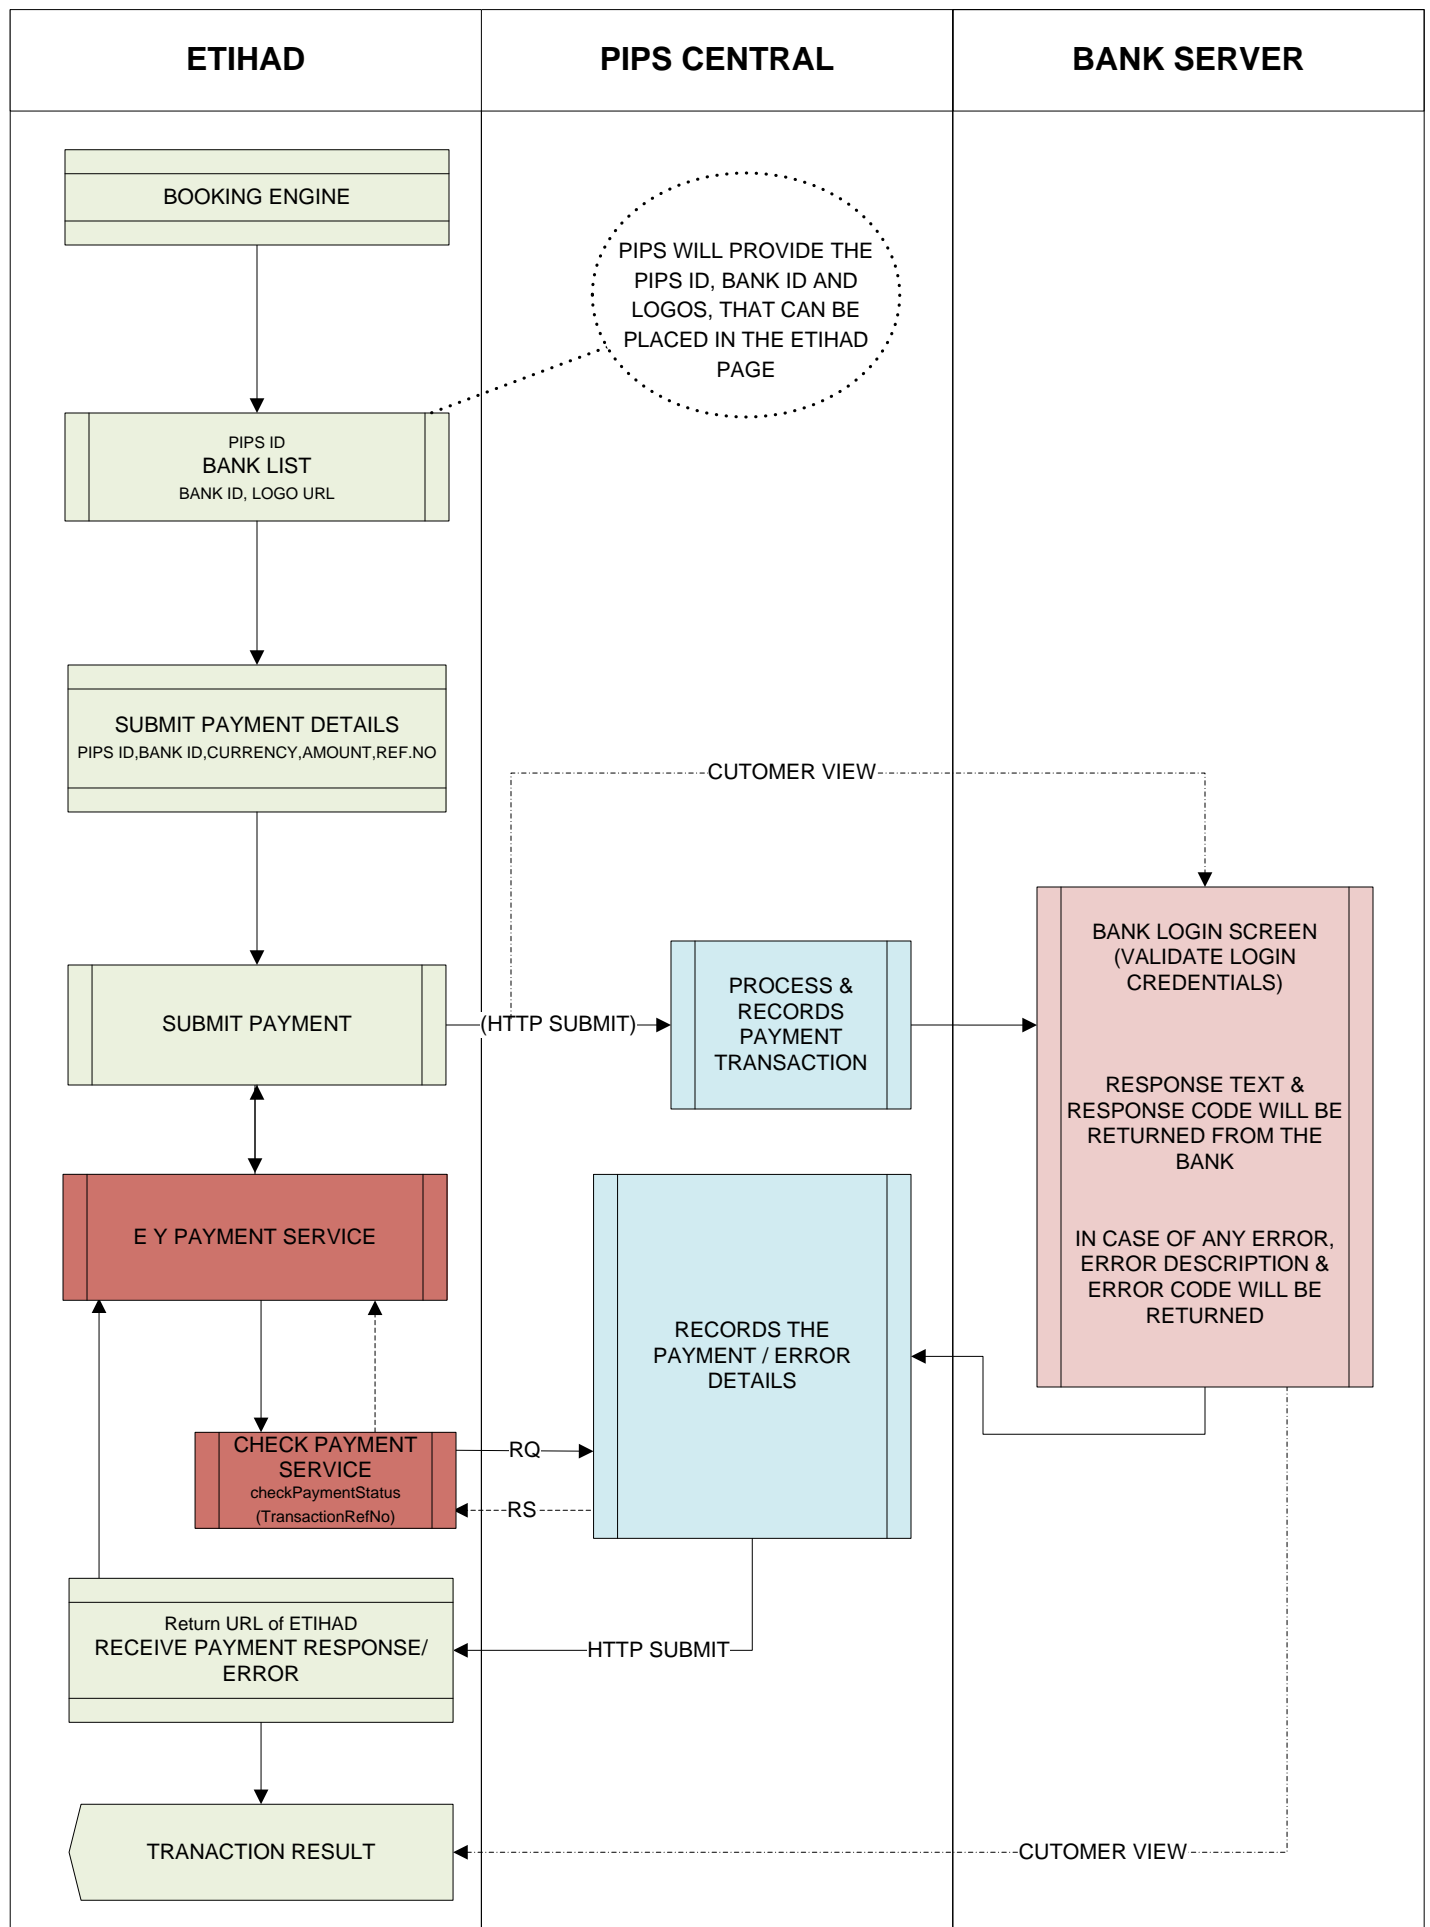 ETIHAD
PIPS CENTRAL
BANK SERVER
BOOKING ENGINE
PIPS WILL PROVIDE THE
PIPS ID, BANK ID AND
LOGOS, THAT CAN BE
PLACED IN THE ETIHAD
PAGE
PIPS ID
BANK LIST
BANK ID, LOGO URL
SUBMIT PAYMENT DETAILS
PIPS ID,BANK ID,CURRENCY,AMOUNT,REF.NO
CUTOMER VIEW
SUBMIT PAYMENT
(HTTP SUBMIT)
PROCESS &
RECORDS
PAYMENT
TRANSACTION
BANK LOGIN SCREEN
(VALIDATE LOGIN
CREDENTIALS)
RESPONSE TEXT &
RESPONSE CODE WILL BE
RETURNED FROM THE
BANK
IN CASE OF ANY ERROR,
ERROR DESCRIPTION &
ERROR CODE WILL BE
RETURNED
E Y PAYMENT SERVICE
RECORDS THE
PAYMENT / ERROR
DETAILS
CHECK PAYMENT
SERVICE
checkPaymentStatus
(TransactionRefNo)
RQ
RS
Return URL of ETIHAD
RECEIVE PAYMENT RESPONSE/
ERROR
HTTP SUBMIT
TRANACTION RESULT
CUTOMER VIEW